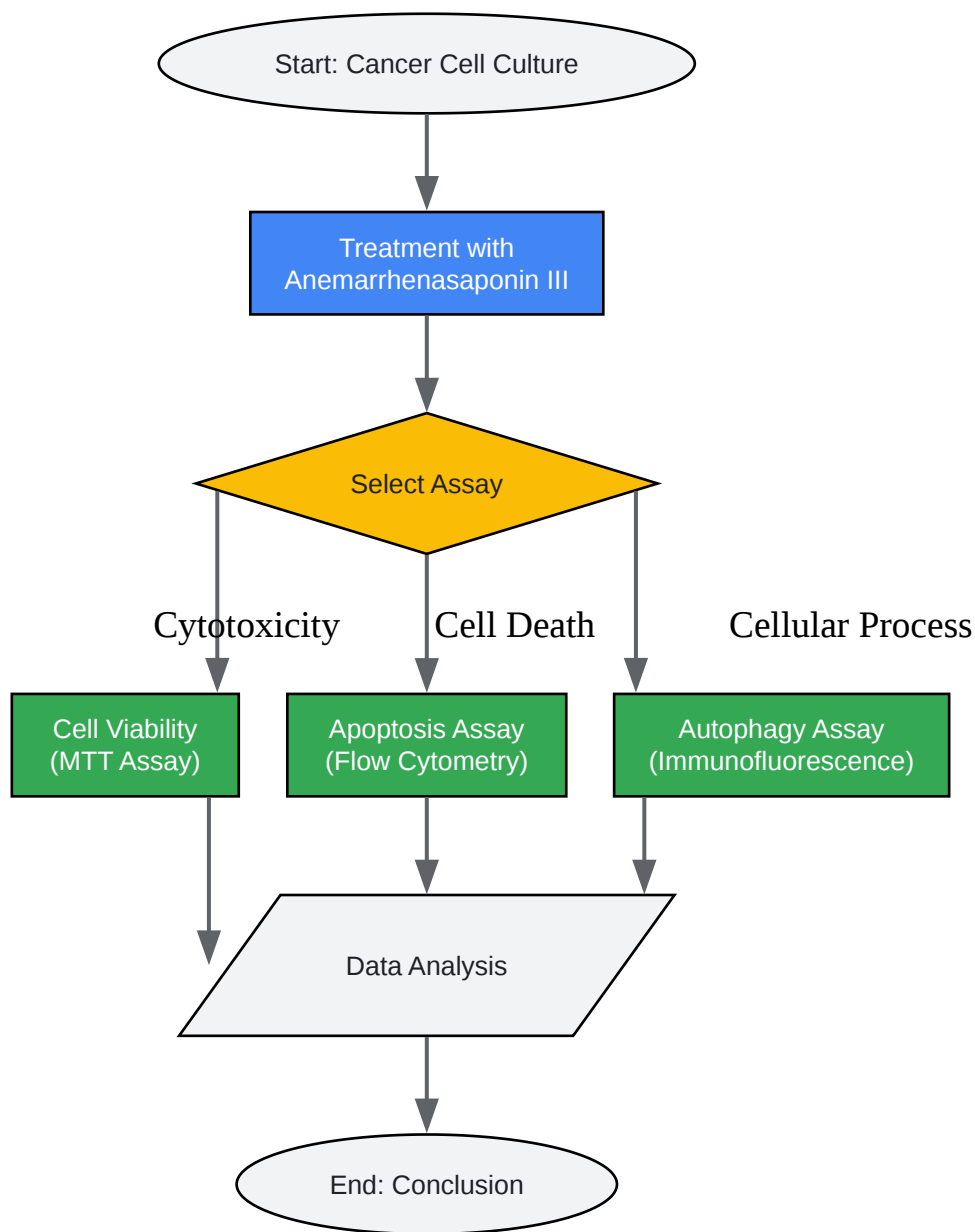 Start: Cancer Cell Culture
Treatment with
Anemarrhenasaponin III
Select Assay
Cytotoxicity
Cell Death
Cellular Process
Cell Viability
(MTT Assay)
Apoptosis Assay
(Flow Cytometry)
Autophagy Assay
(Immunofluorescence)
Data Analysis
End: Conclusion